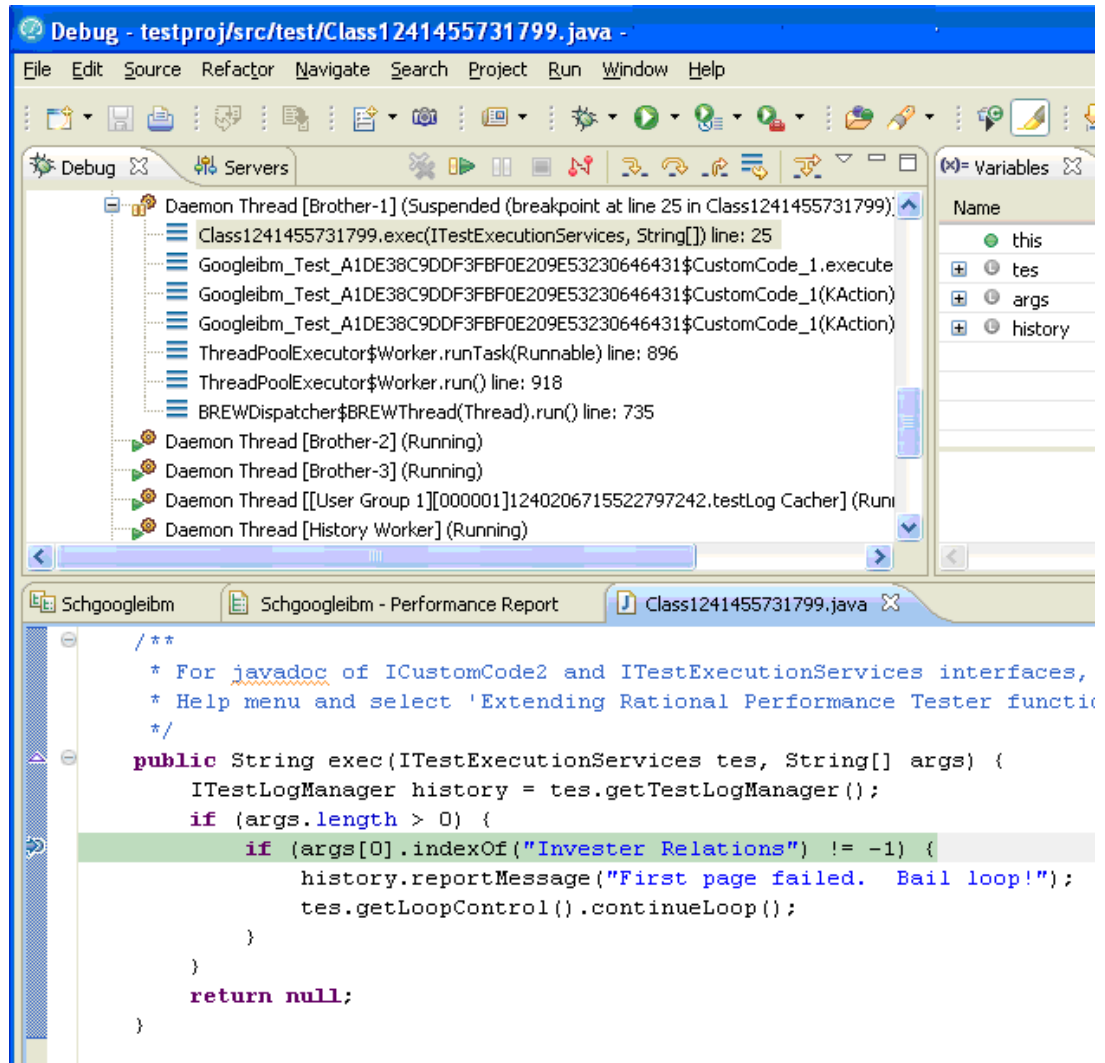 Debug - testproj/src/test/Class1241455731799.java -
File Edit Source Refactor Navigate Search Project Run Window Help
Debug Servers
(x)= Variables
Daemon Thread [Brother-1] (Suspended (breakpoint at line 25 in Class1241455731799))
Class1241455731799.exec(ITestExecutionServices, String[]) line: 25
Googleibm_Test_A1DE38C9DDF3FBF0E209E53230646431$CustomCode_1.execute
Googleibm_Test_A1DE38C9DDF3FBF0E209E53230646431$CustomCode_1(KAction)
Googleibm_Test_A1DE38C9DDF3FBF0E209E53230646431$CustomCode_1(KAction)
ThreadPoolExecutor$Worker.runTask(Runnable) line: 896
ThreadPoolExecutor$Worker.run() line: 918
BREWDispatcher$BREWThread(Thread).run() line: 735
Daemon Thread [Brother-2] (Running)
Daemon Thread [Brother-3] (Running)
Daemon Thread [[User Group 1][000001]1240206715522797242.testLog Cacher] (Runn
Daemon Thread [History Worker] (Running)
Name
this
tes
args
history
Schgoogleibm Schgoogleibm - Performance Report Class1241455731799.java
/**
* For javadoc of ICustomCode2 and ITestExecutionServices interfaces,
* Help menu and select 'Extending Rational Performance Tester functio
*/
public String exec(ITestExecutionServices tes, String[] args) {
ITestLogManager history = tes.getTestLogManager();
if (args.length > 0) {
if (args[0].indexOf("Invester Relations") != -1) {
history.reportMessage("First page failed.  Bail loop!");
tes.getLoopControl().continueLoop();
}
}
return null;
}